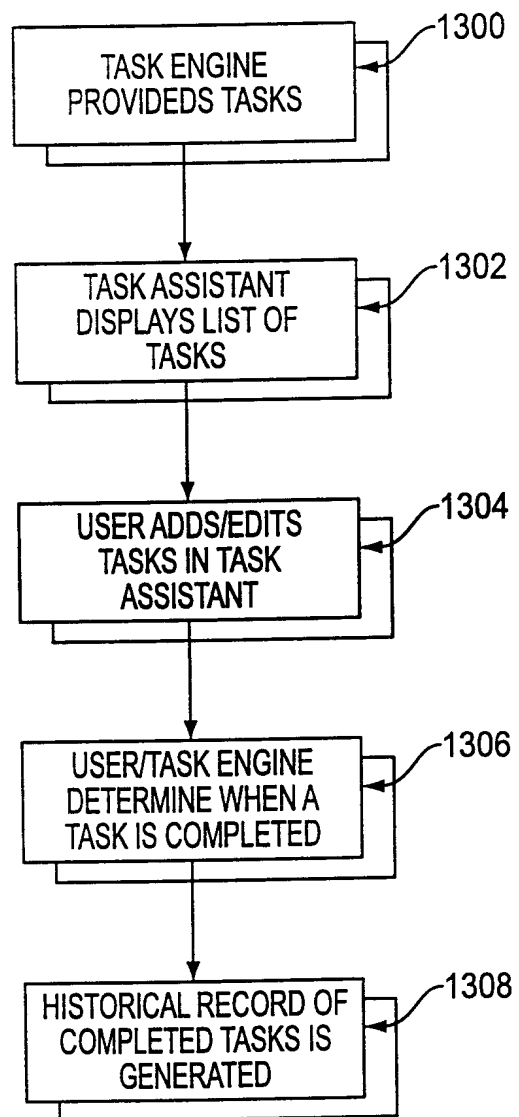 1300
TASK ENGINE
PROVIDEDS TASKS
1302
TASK ASSISTANT
DISPLAYS LIST OF
TASKS
1304
USER ADDS/EDITS
TASKS IN TASK
ASSISTANT
1306
USER/TASK ENGINE
DETERMINE WHEN A
TASK IS COMPLETED
1308
HISTORICAL RECORD OF
COMPLETED TASKS IS
GENERATED